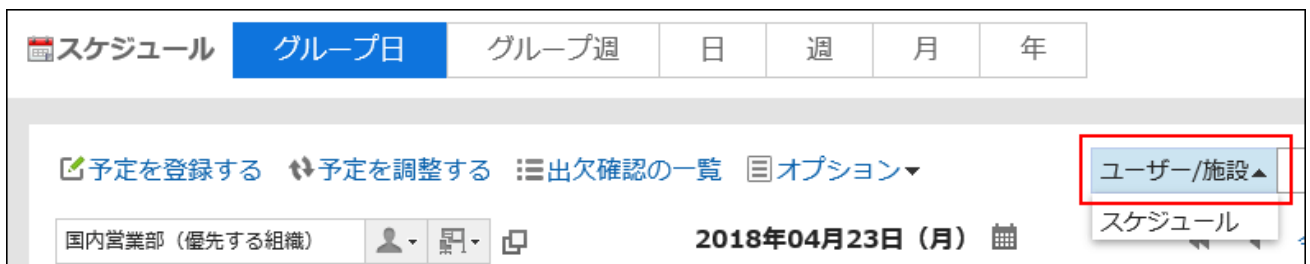 スケジュール グループ日 グループ週 日 週 月 年
予定を登録する 予定を調整する 出欠確認の一覧 オプション▼ ユーザー/施設▲
スケジュール
国内営業部（優先する組織） 2018年04月23日（月）